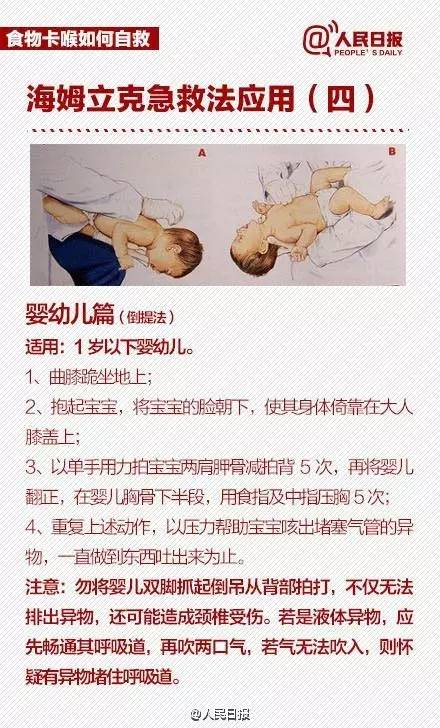 食物卡喉如何自救
@人民日报
PEOPLE'S DAILY
海姆立克急救法应用（四）
A
B
婴幼儿篇（倒提法）
适用：1岁以下婴幼儿。
1、曲膝跪坐地上；
2、抱起宝宝，将宝宝的脸朝下，使其身体倚靠在大人
膝盖上；
3、以单手用力拍宝宝两肩胛骨减拍背 5 次，再将婴儿
翻正，在婴儿胸骨下半段，用食指及中指压胸 5 次；
4、重复上述动作，以压力帮助宝宝咳出堵塞气管的异
物，一直做到东西吐出来为止。
注意：勿将婴儿双脚抓起倒吊从背部拍打，不仅无法
排出异物，还可能造成颈椎受伤。若是液体异物，应
先畅通其呼吸道，再吹两口气，若气无法吹入，则怀
疑有异物堵住呼吸道。
@人民日报